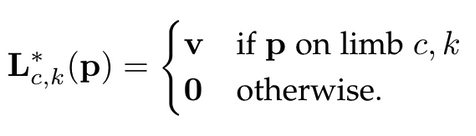 L*c,k(p) = { v if p on limb c, k
0 otherwise.